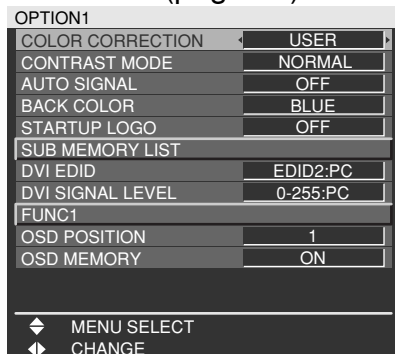 OPTION1
COLOR CORRECTION USER
CONTRAST MODE NORMAL
AUTO SIGNAL OFF
BACK COLOR BLUE
STARTUP LOGO OFF
SUB MEMORY LIST
DVI EDID EDID2:PC
DVI SIGNAL LEVEL 0-255:PC
FUNC1
OSD POSITION 1
OSD MEMORY ON
MENU SELECT
CHANGE